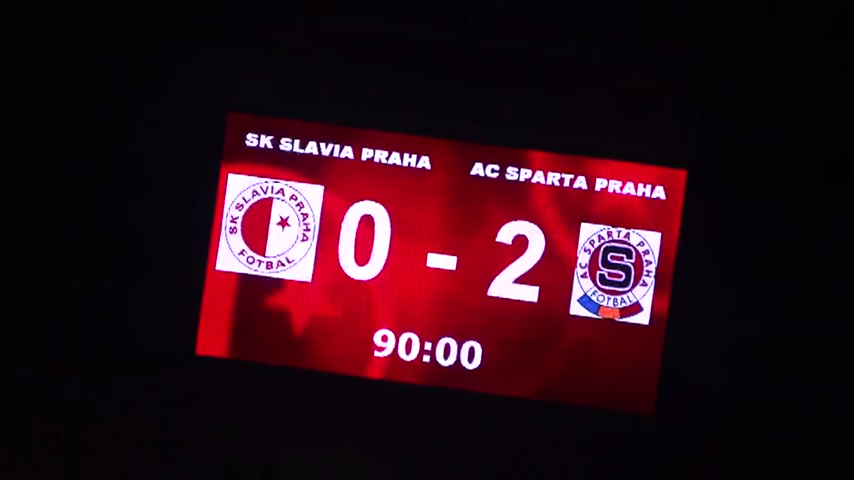 SK SLAVIA PRAHA
AC SPARTA PRAHA
SK SLAVIA PRAHA
FOTBAL
0 - 2
AC SPARTA PRAHA
S
FOTBAL
90:00